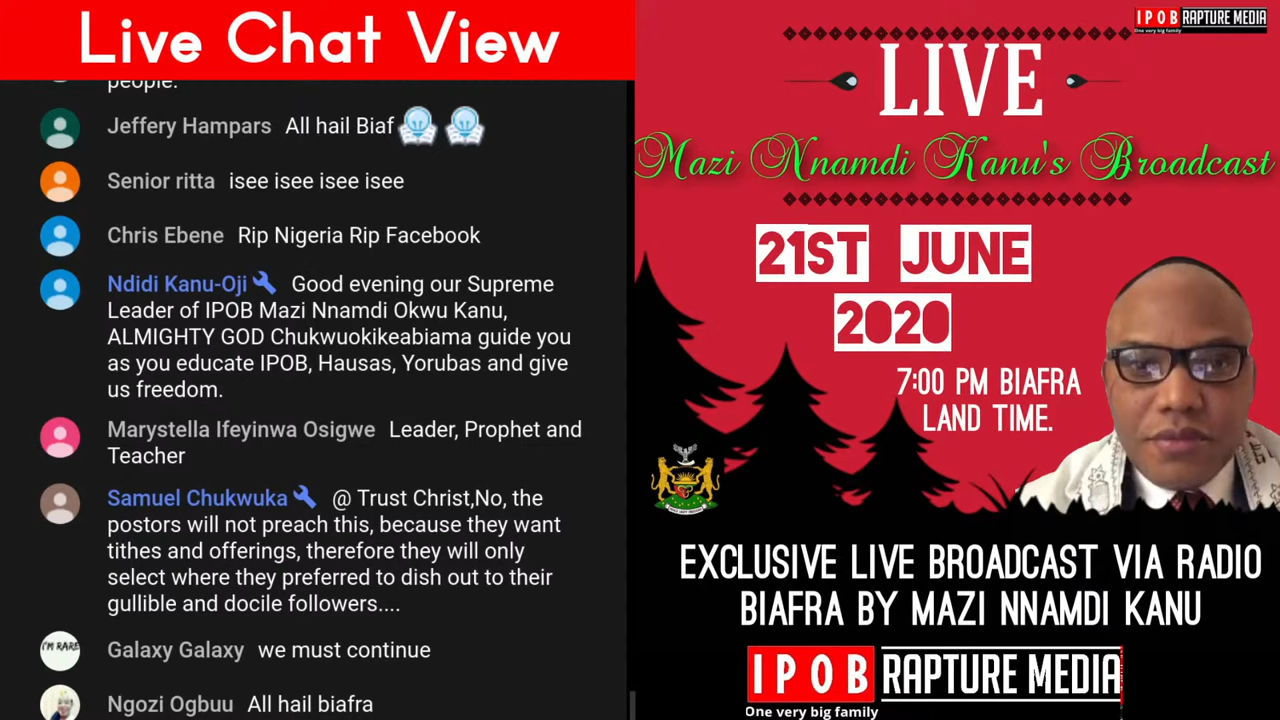 Live Chat View
people.
Jeffery Hampars All hail Biaf
Senior ritta isee isee isee isee
Chris Ebene Rip Nigeria Rip Facebook
Ndidi Kanu-Oji Good evening our Supreme
Leader of IPOB Mazi Nnamdi Okwu Kanu,
ALMIGHTY GOD Chukwuokikeabiama guide you
as you educate IPOB, Hausas, Yorubas and give
us freedom.
Marystella Ifeyinwa Osigwe Leader, Prophet and
Teacher
Samuel Chukwuka @ Trust Christ,No, the
postors will not preach this, because they want
tithes and offerings, therefore they will only
select where they preferred to dish out to their
gullible and docile followers....
I'M RARE
Galaxy Galaxy we must continue
Ngozi Ogbuu All hail biafra
IPOB RAPTURE MEDIA
One very big family
LIVE
Mazi Nnamdi Kanu's Broadcast
21ST JUNE
2020
7:00 PM BIAFRA
LAND TIME.
EXCLUSIVE LIVE BROADCAST VIA RADIO
BIAFRA BY MAZI NNAMDI KANU
IPOB RAPTURE MEDIA
One very big family